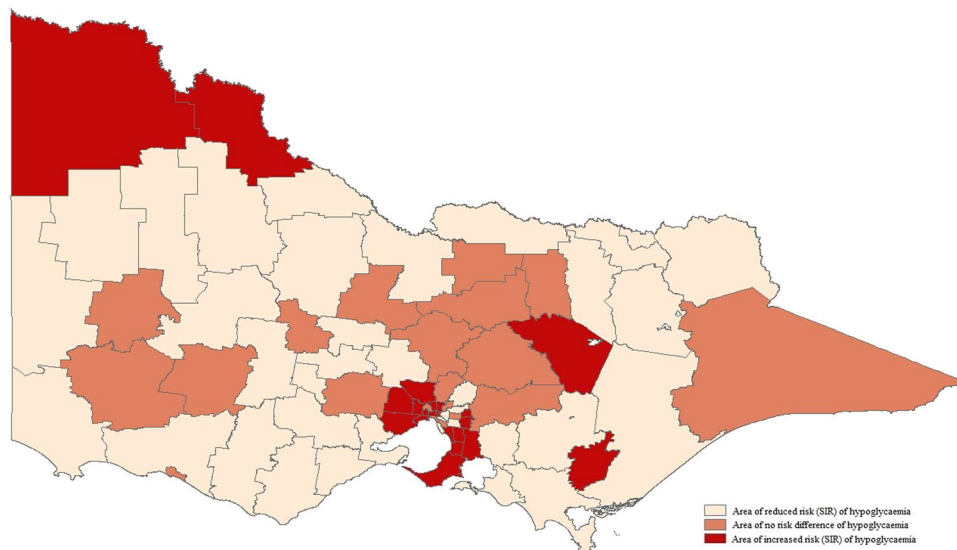 Area of reduced risk (SIR) of hypoglycaemia
Area of no risk difference of hypoglycaemia
Area of increased risk (SIR) of hypoglycaemia